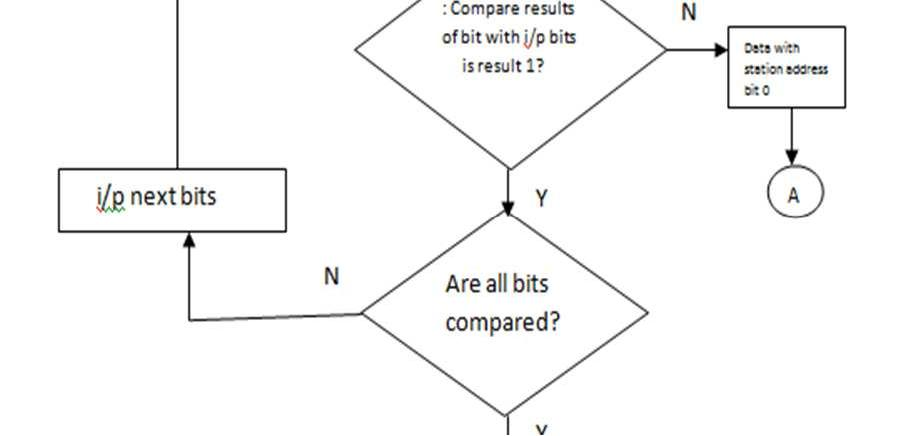 : Compare results
of bit with i/p bits
is result 1?
N
Data with
station address
bit 0
A
Y
i/p next bits
N
Are all bits
compared?
Y